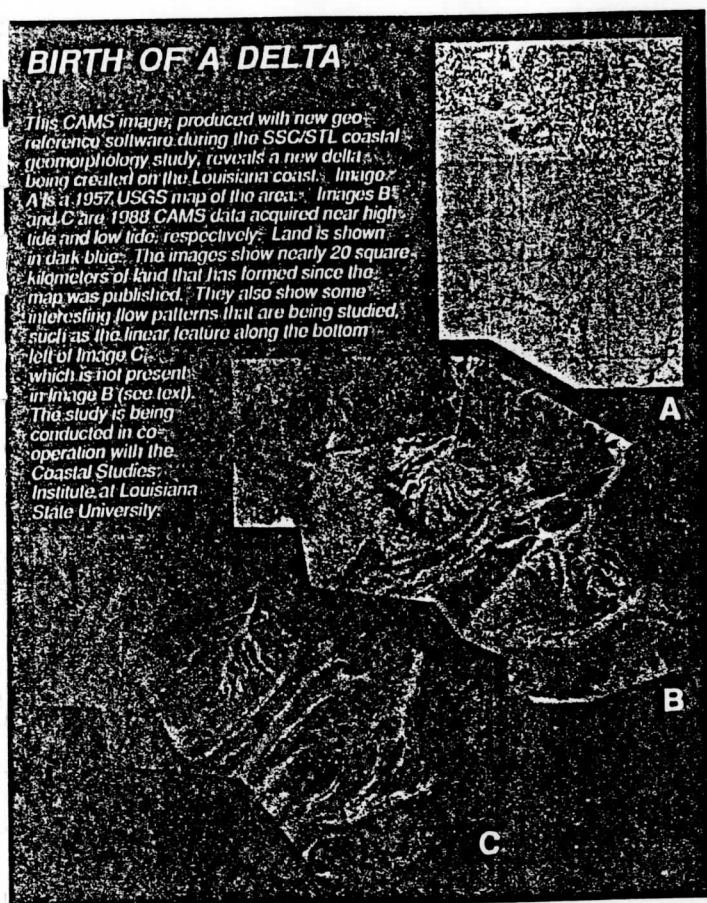 BIRTH OF A DELTA
This CAMS image, produced with new geo-
reference software during the SSC/STL coastal
geomorphology study, reveals a new delta
being created on the Louisiana coast. Image
A is a 1957 USGS map of the area. Images B
and C are 1988 CAMS data acquired near high
tide and low tide, respectively. Land is shown
in dark blue. The images show nearly 20 square
kilometers of land that has formed since the
map was published. They also show some
interesting flow patterns that are being studied,
such as the linear feature along the bottom
left of Image C,
which is not present
in Image B (see text).
The study is being
conducted in co-
operation with the
Coastal Studies
Institute at Louisiana
State University.
A
B
C